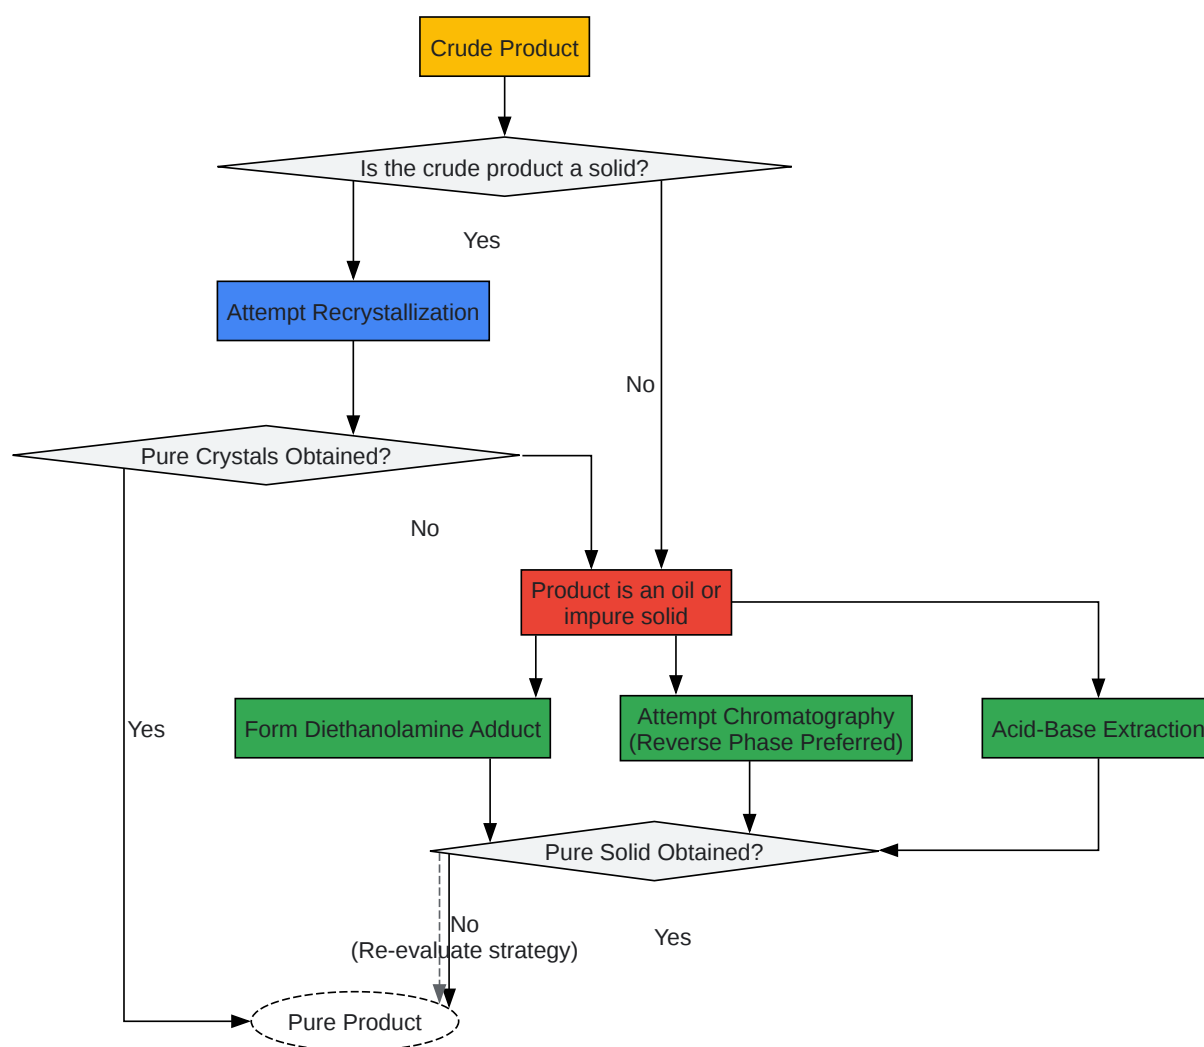 Crude Product
Is the crude product a solid?
Yes
Attempt Recrystallization
No
Pure Crystals Obtained?
No
Product is an oil or
impure solid
Yes
Form Diethanolamine Adduct
Attempt Chromatography
(Reverse Phase Preferred)
Acid-Base Extraction
Pure Solid Obtained?
No
(Re-evaluate strategy)
Yes
Pure Product